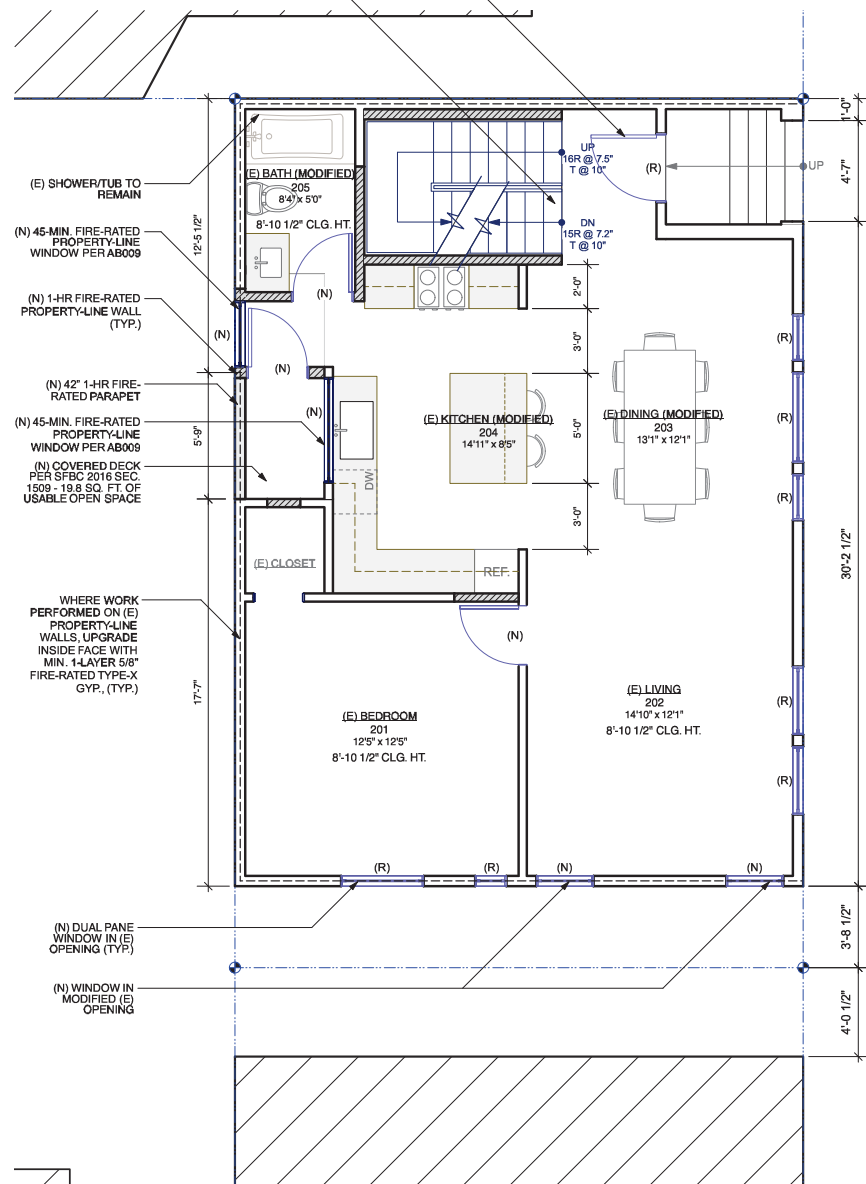 1'-0"
4'-7"
UP
16R @ 7.5"
T @ 10"
(R)
UP
(E) SHOWER/TUB TO
REMAIN
(E) BATH (MODIFIED)
205
8'4" x 5'0"
8'-10 1/2" CLG. HT.
DN
15R @ 7.2"
T @ 10"
12'-5 1/2"
(N) 45-MIN. FIRE-RATED
PROPERTY-LINE
WINDOW PER AB009
(N)
2'-0"
(N) 1-HR FIRE-RATED
PROPERTY-LINE WALL
(TYP.)
(N)
(N)
3'-0"
(R)
(N) 42" 1-HR FIRE-
RATED PARAPET
(N)
(N) 45-MIN. FIRE-RATED
PROPERTY-LINE
WINDOW PER AB009
5'-9"
(E) KITCHEN (MODIFIED)
204
14'11" x 8'5"
5'-0"
(E) DINING (MODIFIED)
203
13'1" x 12'1"
(R)
(N) COVERED DECK
PER SFBC 2016 SEC.
1509 - 19.8 SQ. FT. OF
USABLE OPEN SPACE
DW
(R)
3'-0"
30'-2 1/2"
(E) CLOSET
REF.
WHERE WORK
PERFORMED ON (E)
PROPERTY-LINE
WALLS, UPGRADE
INSIDE FACE WITH
MIN. 1-LAYER 5/8"
FIRE-RATED TYPE-X
GYP., (TYP.)
17'-7"
(N)
(E) LIVING
202
14'10" x 12'1"
8'-10 1/2" CLG. HT.
(R)
(E) BEDROOM
201
12'5" x 12'5"
8'-10 1/2" CLG. HT.
(R)
(R)
(R)
(N)
(N)
(N) DUAL PANE
WINDOW IN (E)
OPENING (TYP.)
3'-8 1/2"
(N) WINDOW IN
MODIFIED (E)
OPENING
4'-0 1/2"